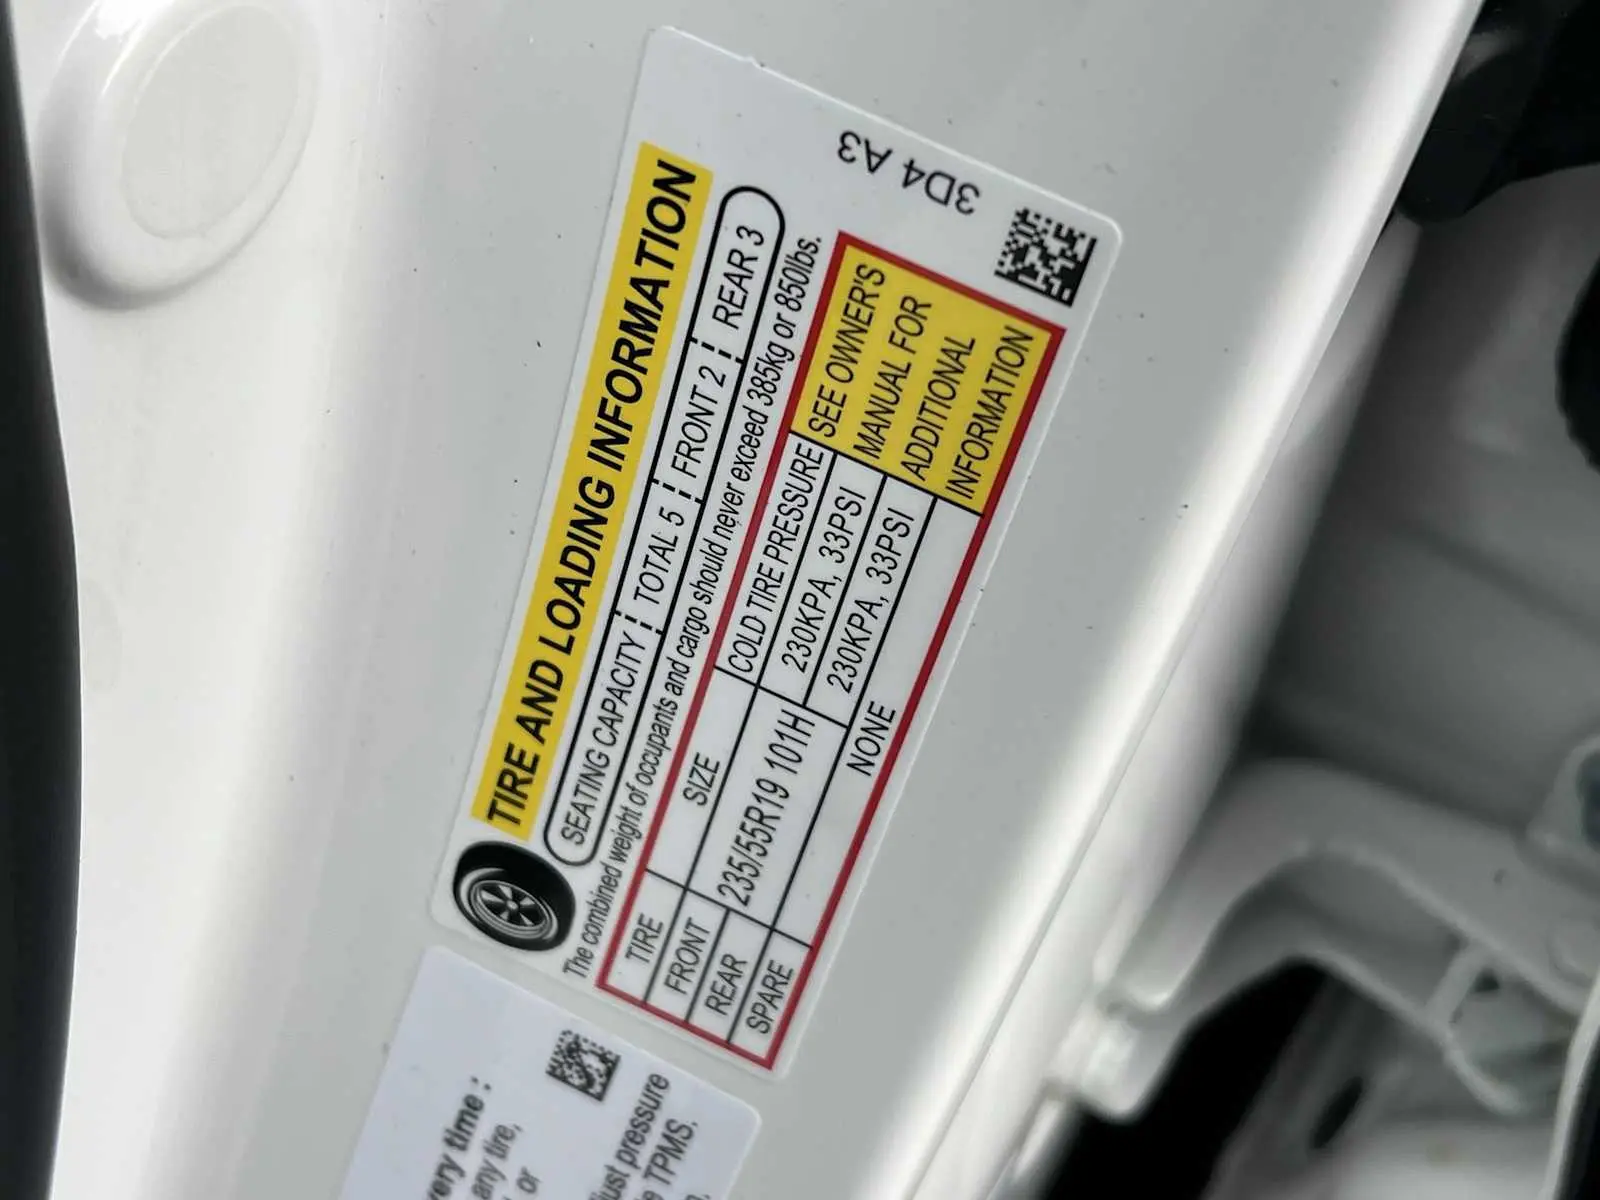 3D4 A3
TIRE AND LOADING INFORMATION
SEATING CAPACITY TOTAL 5 FRONT 2 REAR 3
The combined weight of occupants and cargo should never exceed 385kg or 850lbs.
TIRE SIZE COLD TIRE PRESSURE
FRONT 235/55R19 101H 230KPA, 33PSI
REAR 230KPA, 33PSI
SPARE NONE
SEE OWNER'S
MANUAL FOR
ADDITIONAL
INFORMATION
time :
any tire,
or
pressure
TPMS.